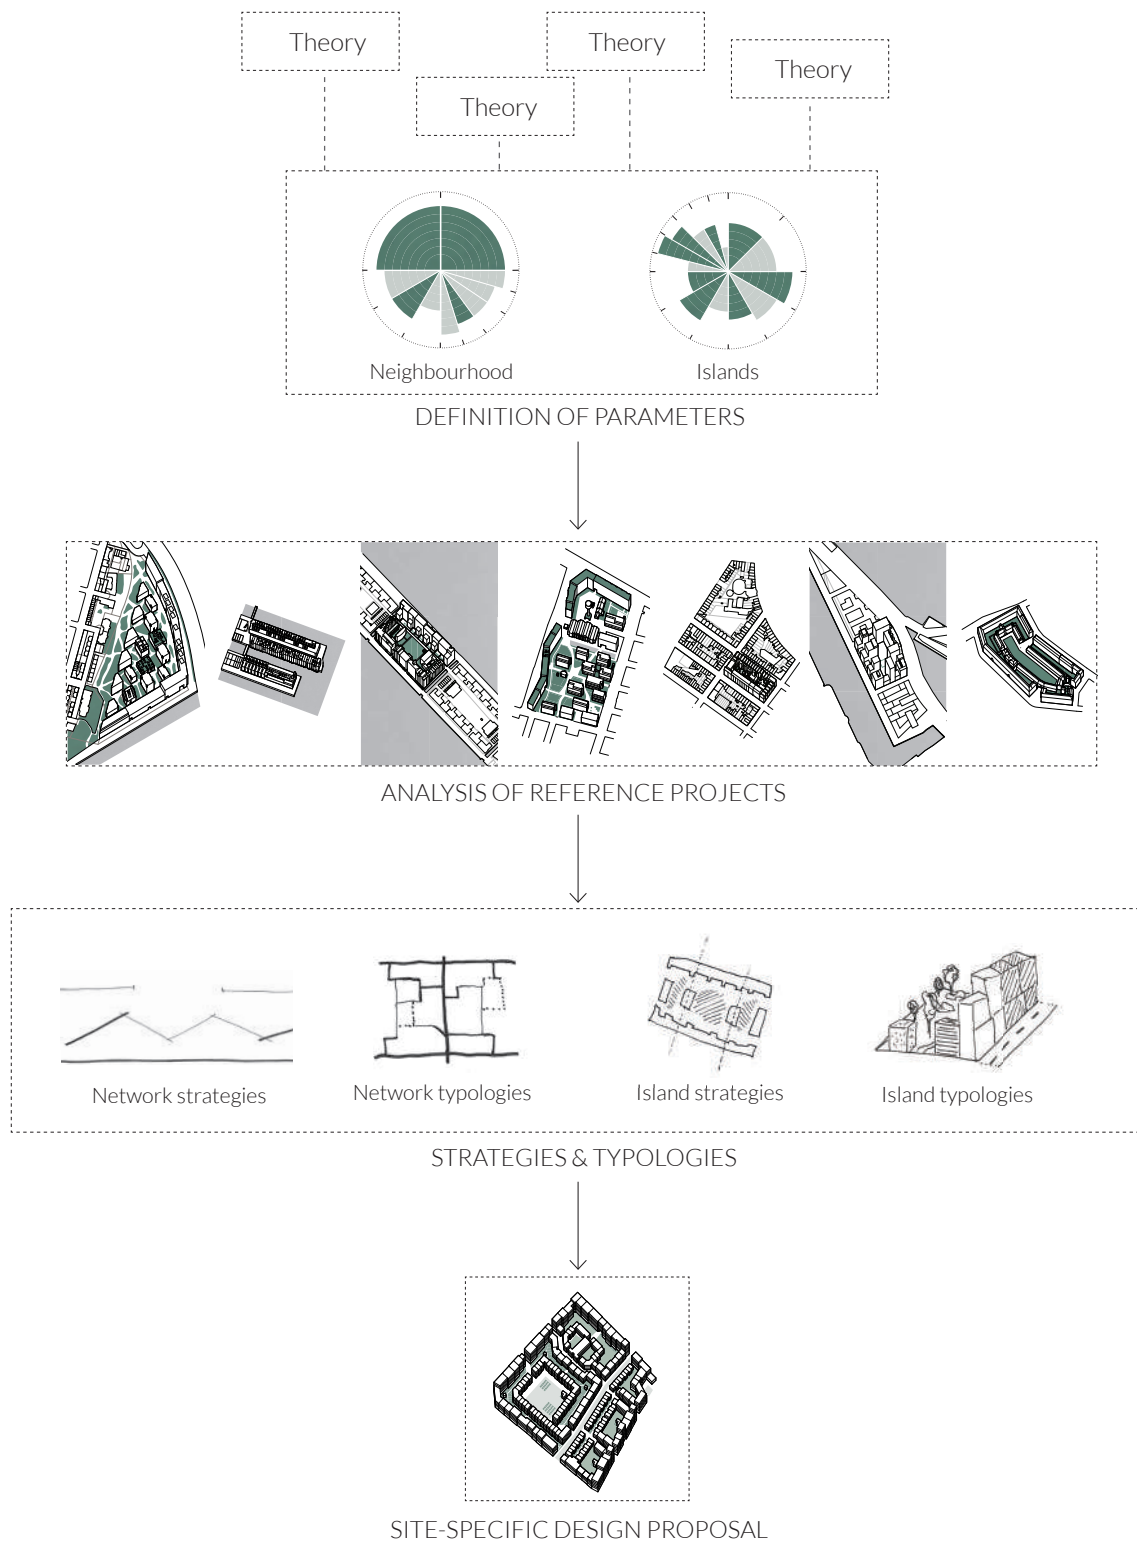 Theory
Theory
Theory
Theory
Neighbourhood
Islands
DEFINITION OF PARAMETERS
ANALYSIS OF REFERENCE PROJECTS
Network strategies
Network typologies
Island strategies
Island typologies
STRATEGIES & TYPOLOGIES
SITE-SPECIFIC DESIGN PROPOSAL